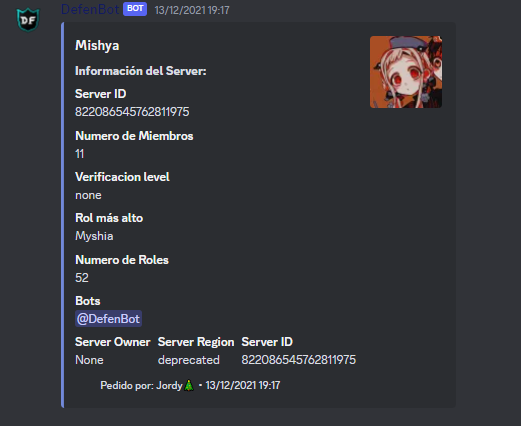 DF
DefenBot BOT 13/12/2021 19:17
Mishya
Información del Server:
Server ID
822086545762811975
Numero de Miembros
11
Verificacion level
none
Rol más alto
Myshia
Numero de Roles
52
Bots
@DefenBot
Server Owner Server Region Server ID
None deprecated 822086545762811975
Pedido por: Jordy🌲 • 13/12/2021 19:17